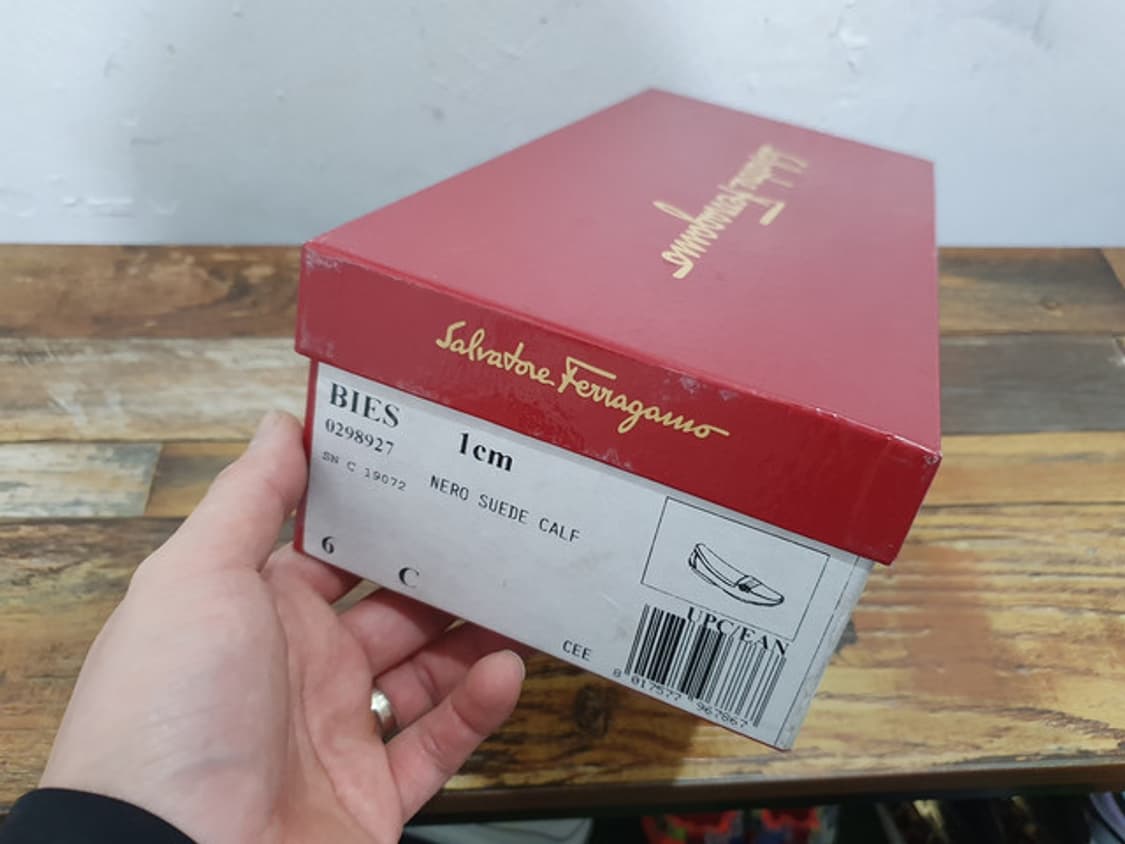 Salvatore Ferragamo
Salvatore Ferragamo
BIES
0298927
1cm
SN C 19072
NERO SUEDE CALF
6
C
UPC/EAN
CEE
8 017577 967867